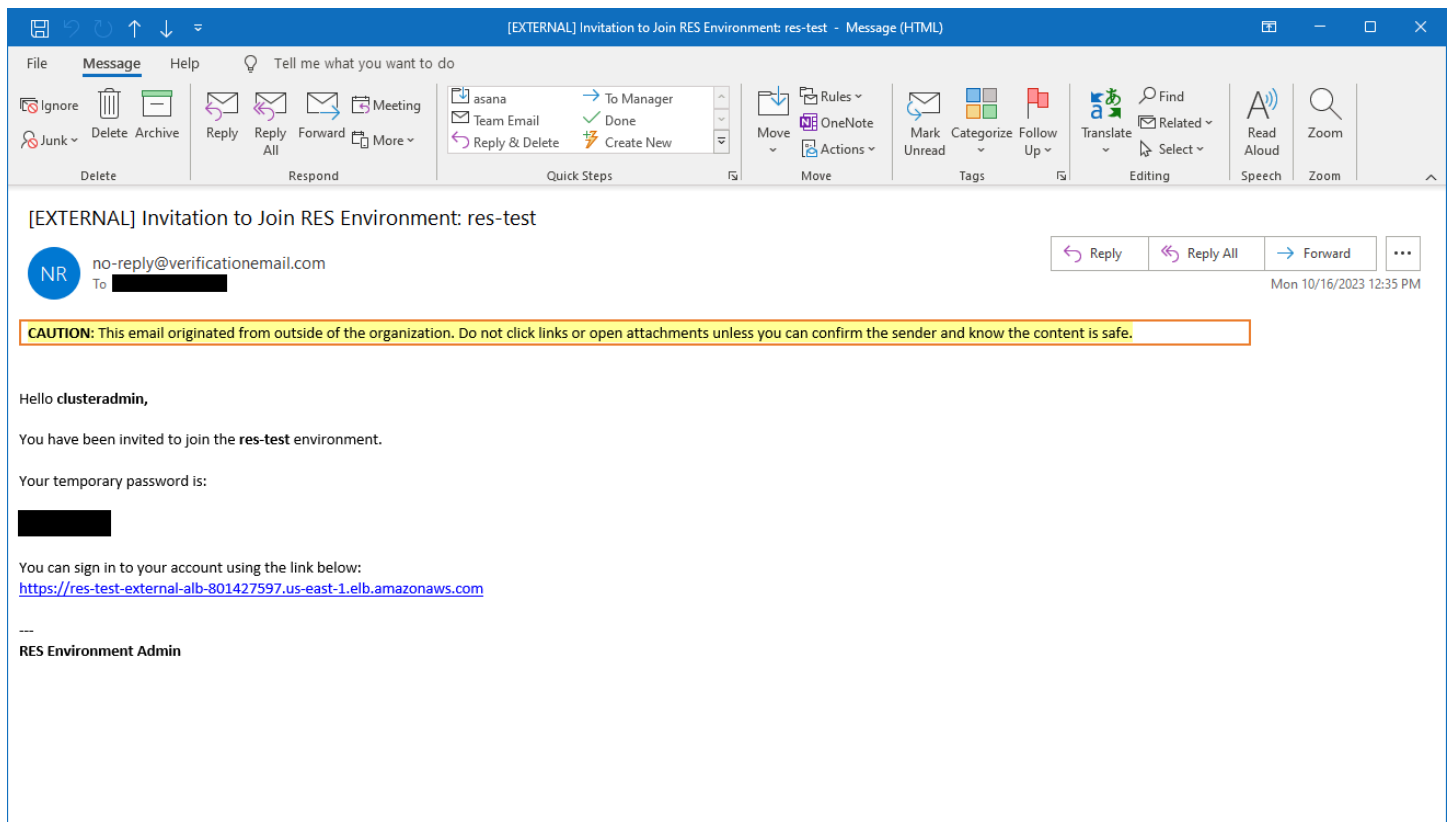 [EXTERNAL] Invitation to Join RES Environment: res-test - Message (HTML)
File Message Help Tell me what you want to do
Ignore
Junk
Delete
Archive
Delete
Reply
Reply All
Forward
Meeting
More
Respond
asana
To Manager
Team Email
Done
Reply & Delete
Create New
Quick Steps
Move
Rules
OneNote
Actions
Move
Mark Unread
Categorize
Follow Up
Tags
Translate
Find
Related
Select
Editing
Read Aloud
Speech
Zoom
Zoom
[EXTERNAL] Invitation to Join RES Environment: res-test
NR
no-reply@verificationemail.com
To
Reply
Reply All
Forward
Mon 10/16/2023 12:35 PM
CAUTION: This email originated from outside of the organization. Do not click links or open attachments unless you can confirm the sender and know the content is safe.
Hello clusteradmin,
You have been invited to join the res-test environment.
Your temporary password is:
You can sign in to your account using the link below:
https://res-test-external-alb-801427597.us-east-1.elb.amazonaws.com
---
RES Environment Admin